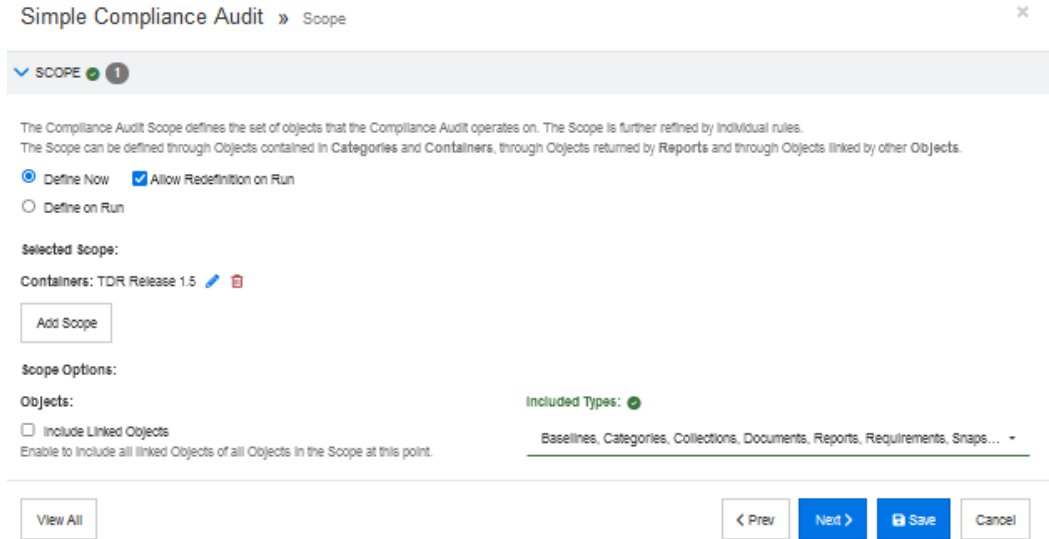 Simple Compliance Audit » Scope
×
SCOPE 1
The Compliance Audit Scope defines the set of objects that the Compliance Audit operates on. The Scope is further refined by individual rules.
The Scope can be defined through Objects contained in Categories and Containers, through Objects returned by Reports and through Objects linked by other Objects.
Define Now Allow Redefinition on Run
Define on Run
Selected Scope:
Containers: TDR Release 1.5
Add Scope
Scope Options:
Objects:
Include Linked Objects
Enable to include all linked Objects of all Objects in the Scope at this point.
Included Types:
Baselines, Categories, Collections, Documents, Reports, Requirements, Snaps...
View All
< Prev
Next >
Save
Cancel